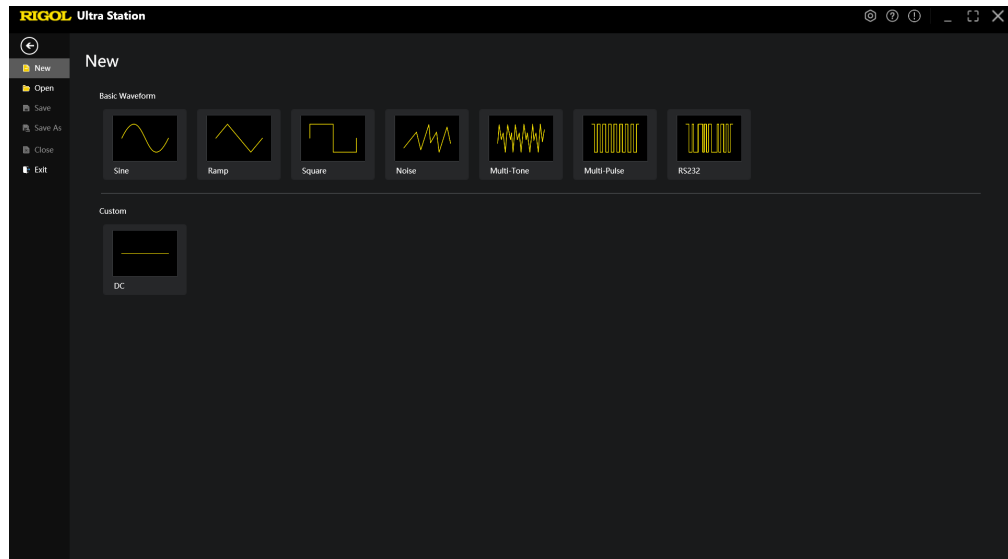 RIGOL Ultra Station
New
Open
Save
Save As
Close
Exit
New
Basic Waveform
Sine
Ramp
Square
Noise
Multi-Tone
Multi-Pulse
RS232
Custom
DC